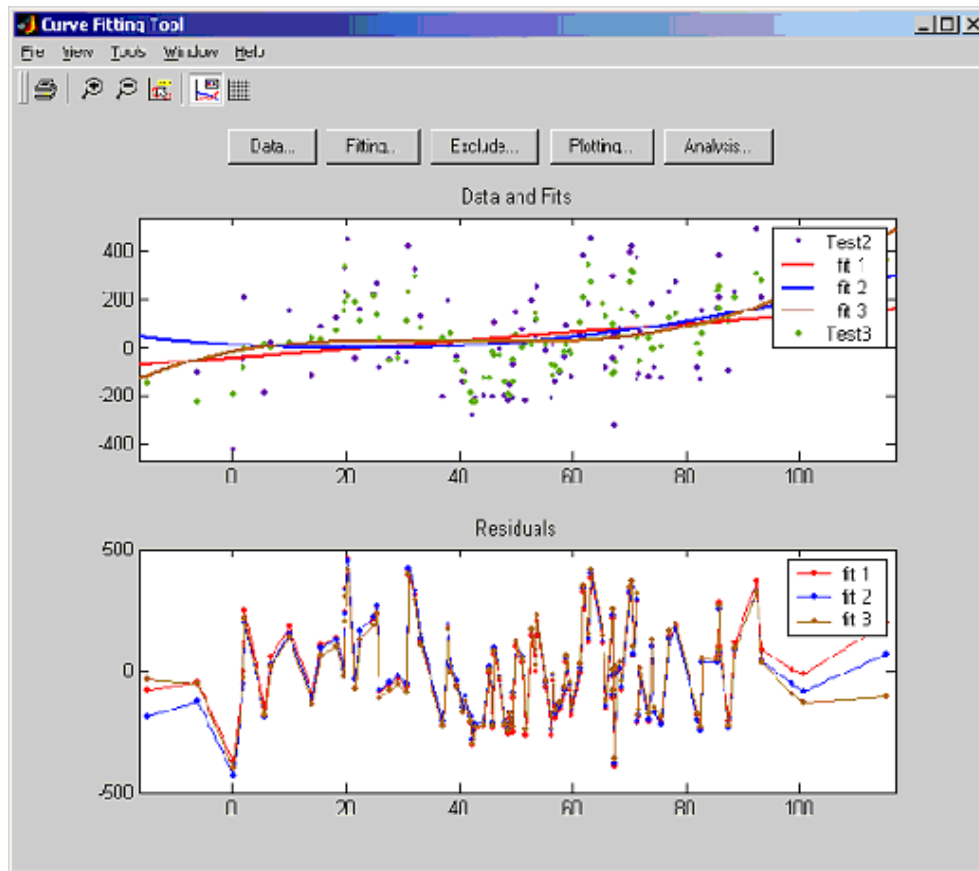 Curve Fitting Tool
File View Tools Window Help
Data... Fitting... Exclude... Plotting... Analysis...
Data and Fits
400
200
0
-200
-400
0 20 40 60 80 100
Test2
fit 1
fit 2
fit 3
Test3
Residuals
500
0
-500
0 20 40 60 80 100
fit 1
fit 2
fit 3